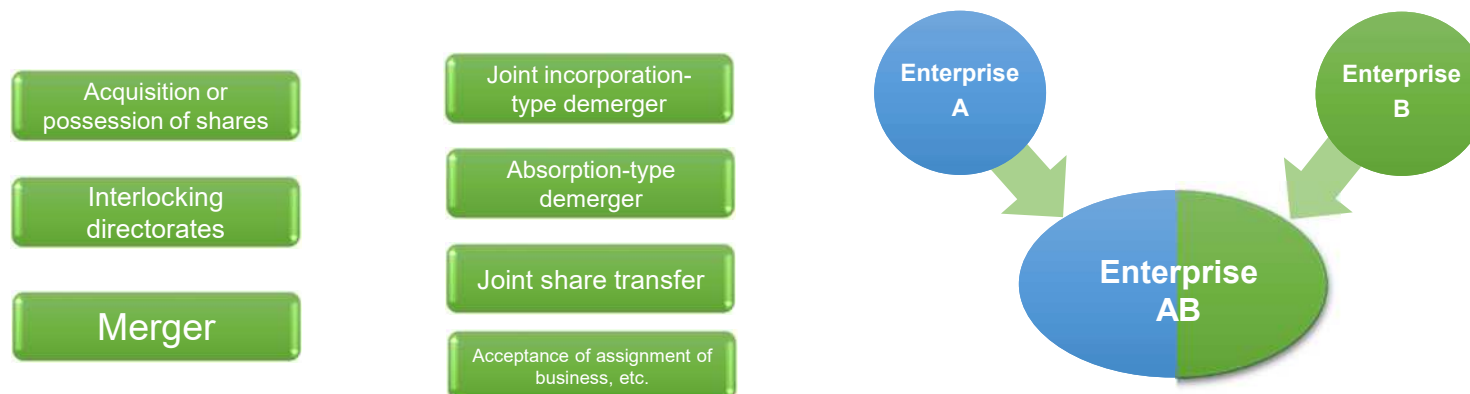 Acquisition or
possession of shares
Interlocking
directorates
Merger
Joint incorporation-
type demerger
Absorption-type
demerger
Joint share transfer
Acceptance of assignment of
business, etc.
Enterprise
A
Enterprise
B
Enterprise
AB